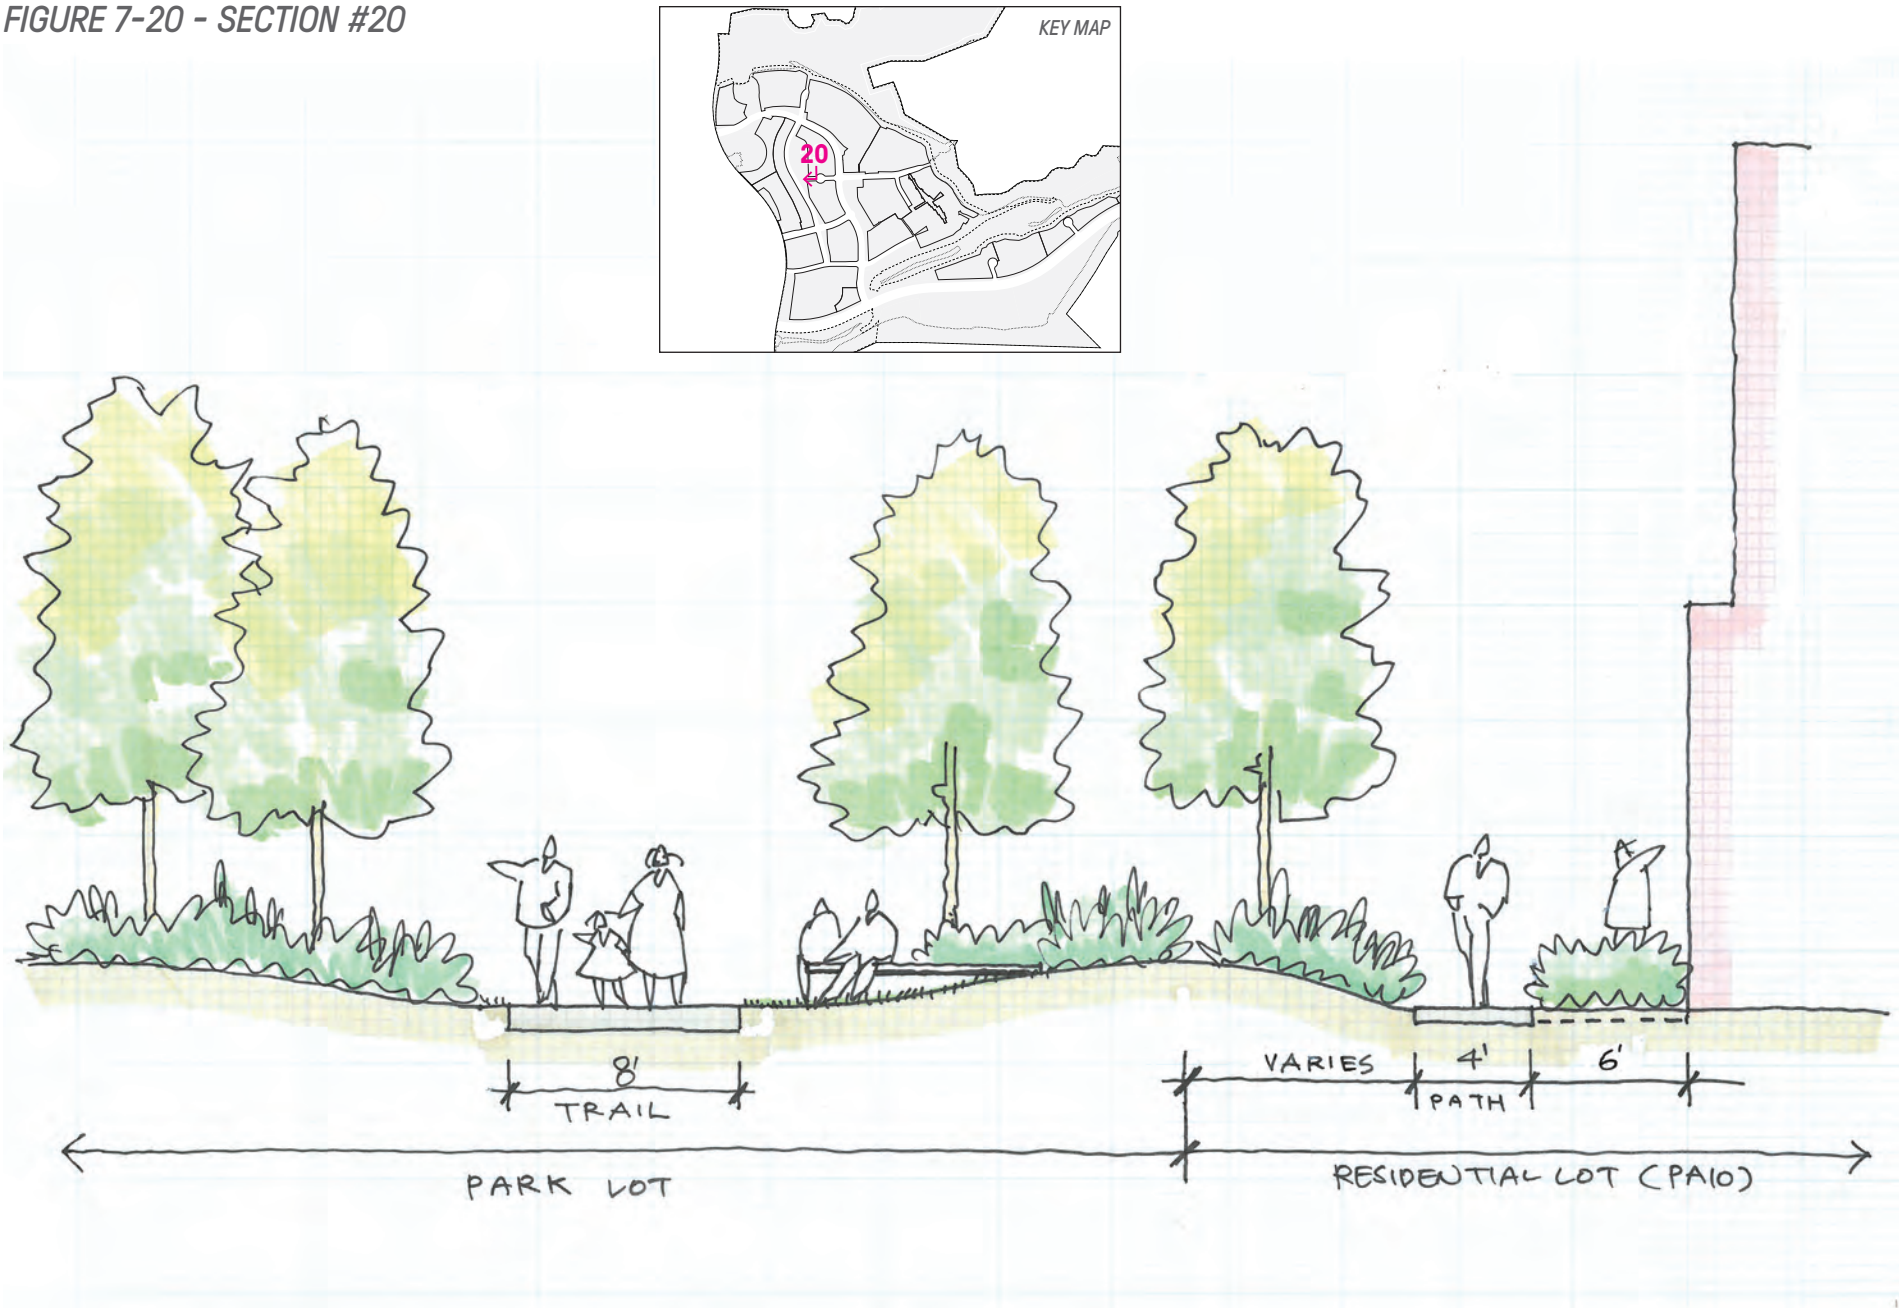 FIGURE 7-20 - SECTION #20
KEY MAP
20
8'
TRAIL
VARIES
4'
PATH
6'
PARK LOT
RESIDENTIAL LOT (PA10)